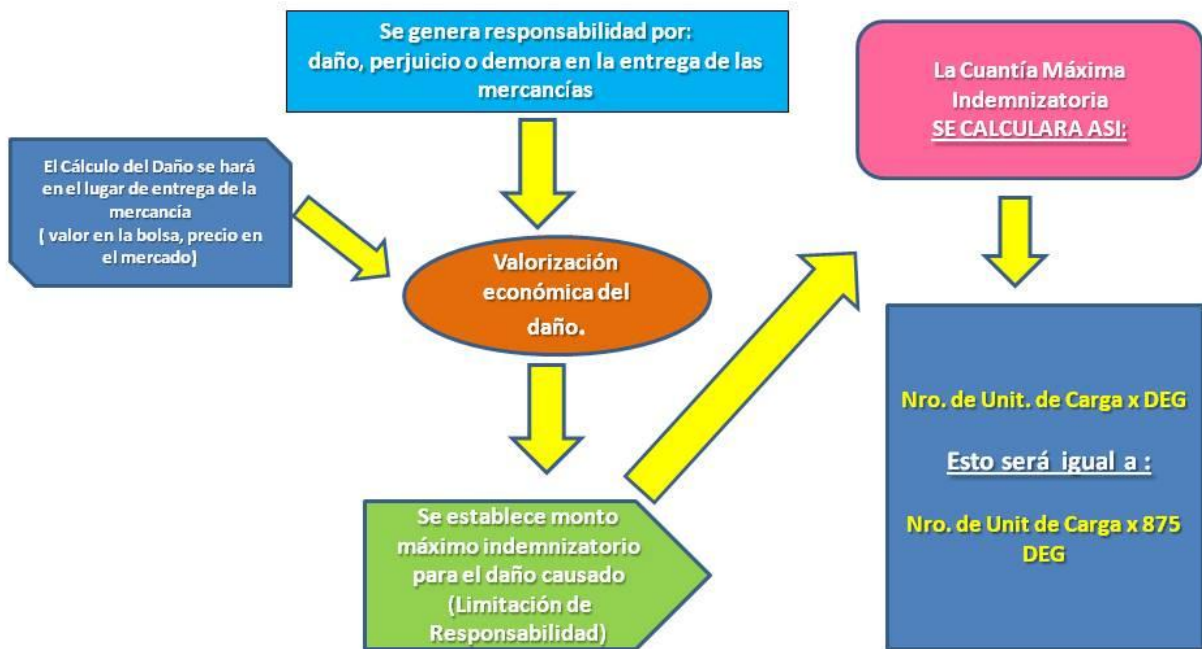 Se genera responsabilidad por:
daño, perjuicio o demora en la entrega de las
mercancías
El Cálculo del Daño se hará
en el lugar de entrega de la
mercancía
( valor en la bolsa, precio en
el mercado)
Valorización
económica del
daño.
Se establece monto
máximo indemnizatorio
para el daño causado
(Limitación de
Responsabilidad)
La Cuantía Máxima
Indemnizatoria
SE CALCULARA ASI:
Nro. de Unit. de Carga x DEG
Esto será igual a :
Nro. de Unit de Carga x 875
DEG